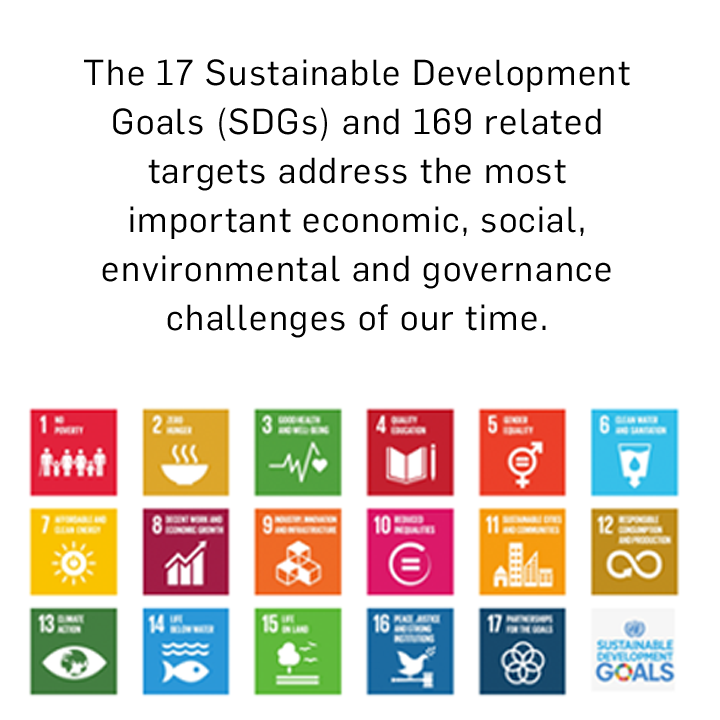 The 17 Sustainable Development
Goals (SDGs) and 169 related
targets address the most
important economic, social,
environmental and governance
challenges of our time.
1 NO
POVERTY
2 ZERO
HUNGER
3 GOOD HEALTH
AND WELL-BEING
4 QUALITY
EDUCATION
5 GENDER
EQUALITY
6 CLEAN WATER
AND SANITATION
7 AFFORDABLE AND
CLEAN ENERGY
8 DECENT WORK AND
ECONOMIC GROWTH
9 INDUSTRY, INNOVATION
AND INFRASTRUCTURE
10 REDUCED
INEQUALITIES
11 SUSTAINABLE CITIES
AND COMMUNITIES
12 RESPONSIBLE
CONSUMPTION
AND PRODUCTION
13 CLIMATE
ACTION
14 LIFE
BELOW WATER
15 LIFE
ON LAND
16 PEACE, JUSTICE
AND STRONG
INSTITUTIONS
17 PARTNERSHIPS
FOR THE GOALS
SUSTAINABLE
DEVELOPMENT
GOALS